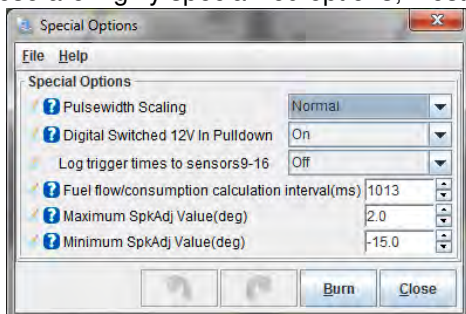 Special Options
File Help
Special Options
Pulsewidth Scaling Normal
Digital Switched 12V In Pulldown On
Log trigger times to sensors9-16 Off
Fuel flow/consumption calculation interval(ms) 1013
Maximum SpkAdj Value(deg) 2.0
Minimum SpkAdj Value(deg) -15.0
Burn Close